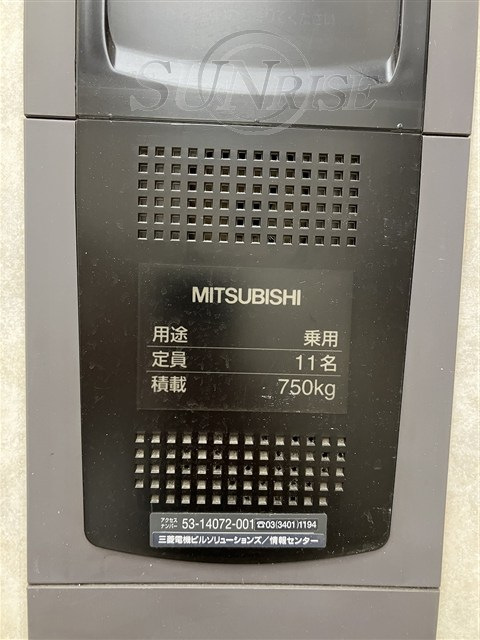 SUNRISE
MITSUBISHI
用途 乗用
定員 11名
積載 750kg
アクセスナンバー 53-14072-001 ☎03(3401)1194
三菱電機ビルソリューションズ/情報センター